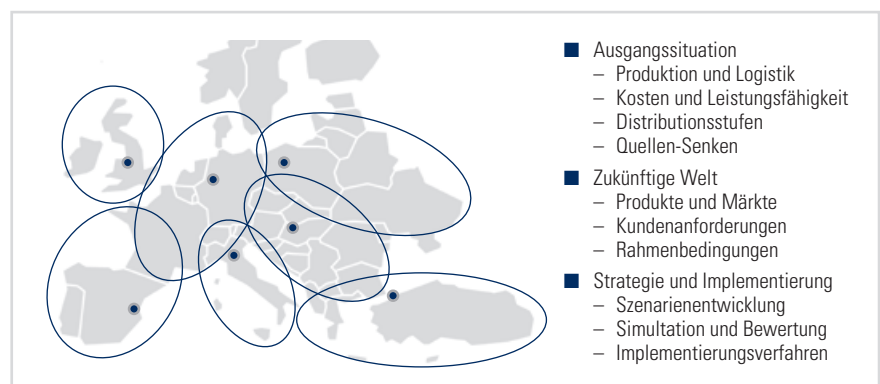 ■ Ausgangssituation
– Produktion und Logistik
– Kosten und Leistungsfähigkeit
– Distributionsstufen
– Quellen-Senken
■ Zukünftige Welt
– Produkte und Märkte
– Kundenanforderungen
– Rahmenbedingungen
■ Strategie und Implementierung
– Szenarienentwicklung
– Simultation und Bewertung
– Implementierungsverfahren